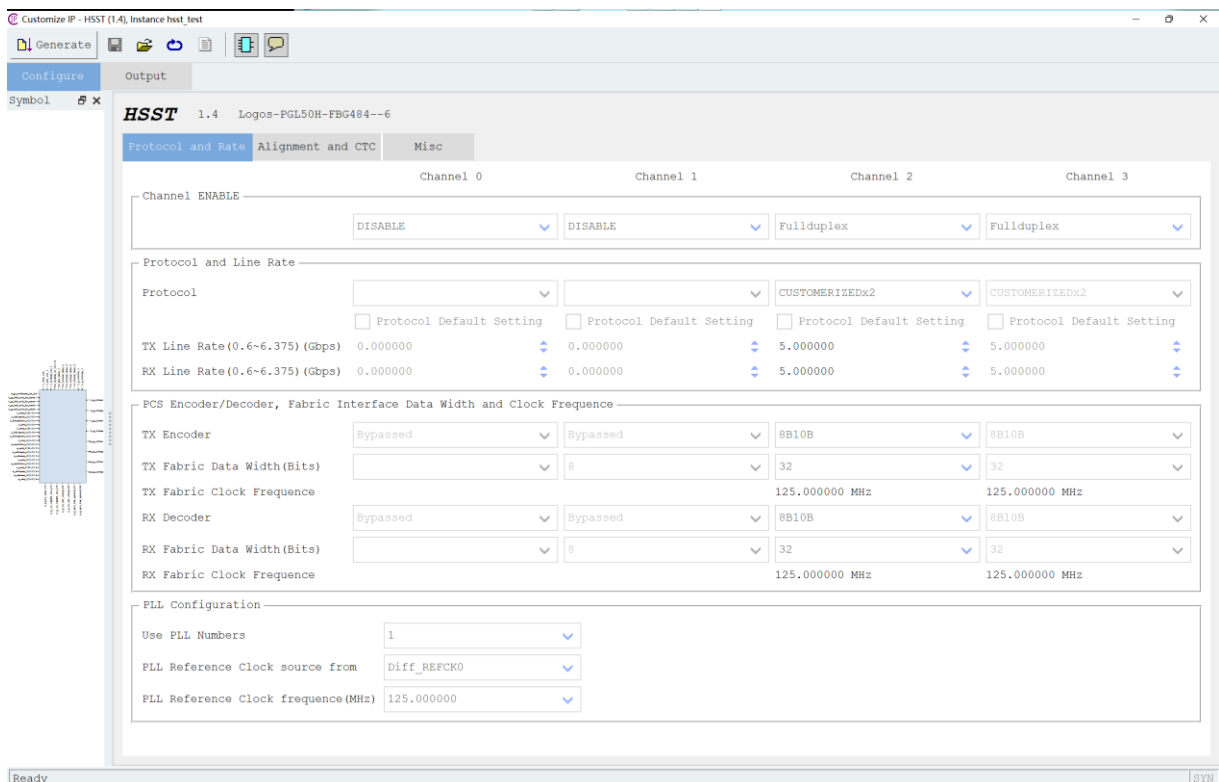 Customize IP - HSST (1.4), Instance hsst_test
Generate
Configure Output
Symbol
HSST 1.4 Logos-PGL50H-FBG484--6
Protocol and Rate Alignment and CTC Misc
Channel 0 Channel 1 Channel 2 Channel 3
Channel ENABLE
DISABLE DISABLE Fullduplex Fullduplex
Protocol and Line Rate
Protocol CUSTOMERIZEDx2 CUSTOMERIZEDx2
Protocol Default Setting Protocol Default Setting Protocol Default Setting Protocol Default Setting
TX Line Rate(0.6~6.375)(Gbps) 0.000000 0.000000 5.000000 5.000000
RX Line Rate(0.6~6.375)(Gbps) 0.000000 0.000000 5.000000 5.000000
PCS Encoder/Decoder, Fabric Interface Data Width and Clock Frequency
TX Encoder Bypassed Bypassed 8B10B 8B10B
TX Fabric Data Width(Bits) 8 32 32
TX Fabric Clock Frequence 125.000000 MHz 125.000000 MHz
RX Decoder Bypassed Bypassed 8B10B 8B10B
RX Fabric Data Width(Bits) 8 32 32
RX Fabric Clock Frequence 125.000000 MHz 125.000000 MHz
PLL Configuration
Use PLL Numbers 1
PLL Reference Clock source from Diff_REFCK0
PLL Reference Clock frequence(MHz) 125.000000
Ready SYN